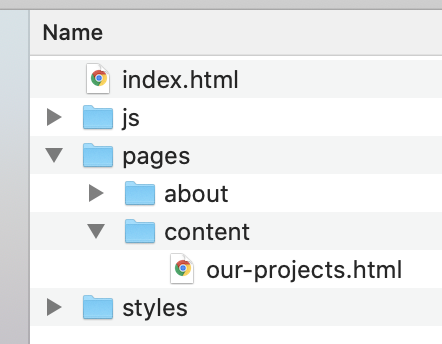 Name
index.html
js
pages
about
content
our-projects.html
styles